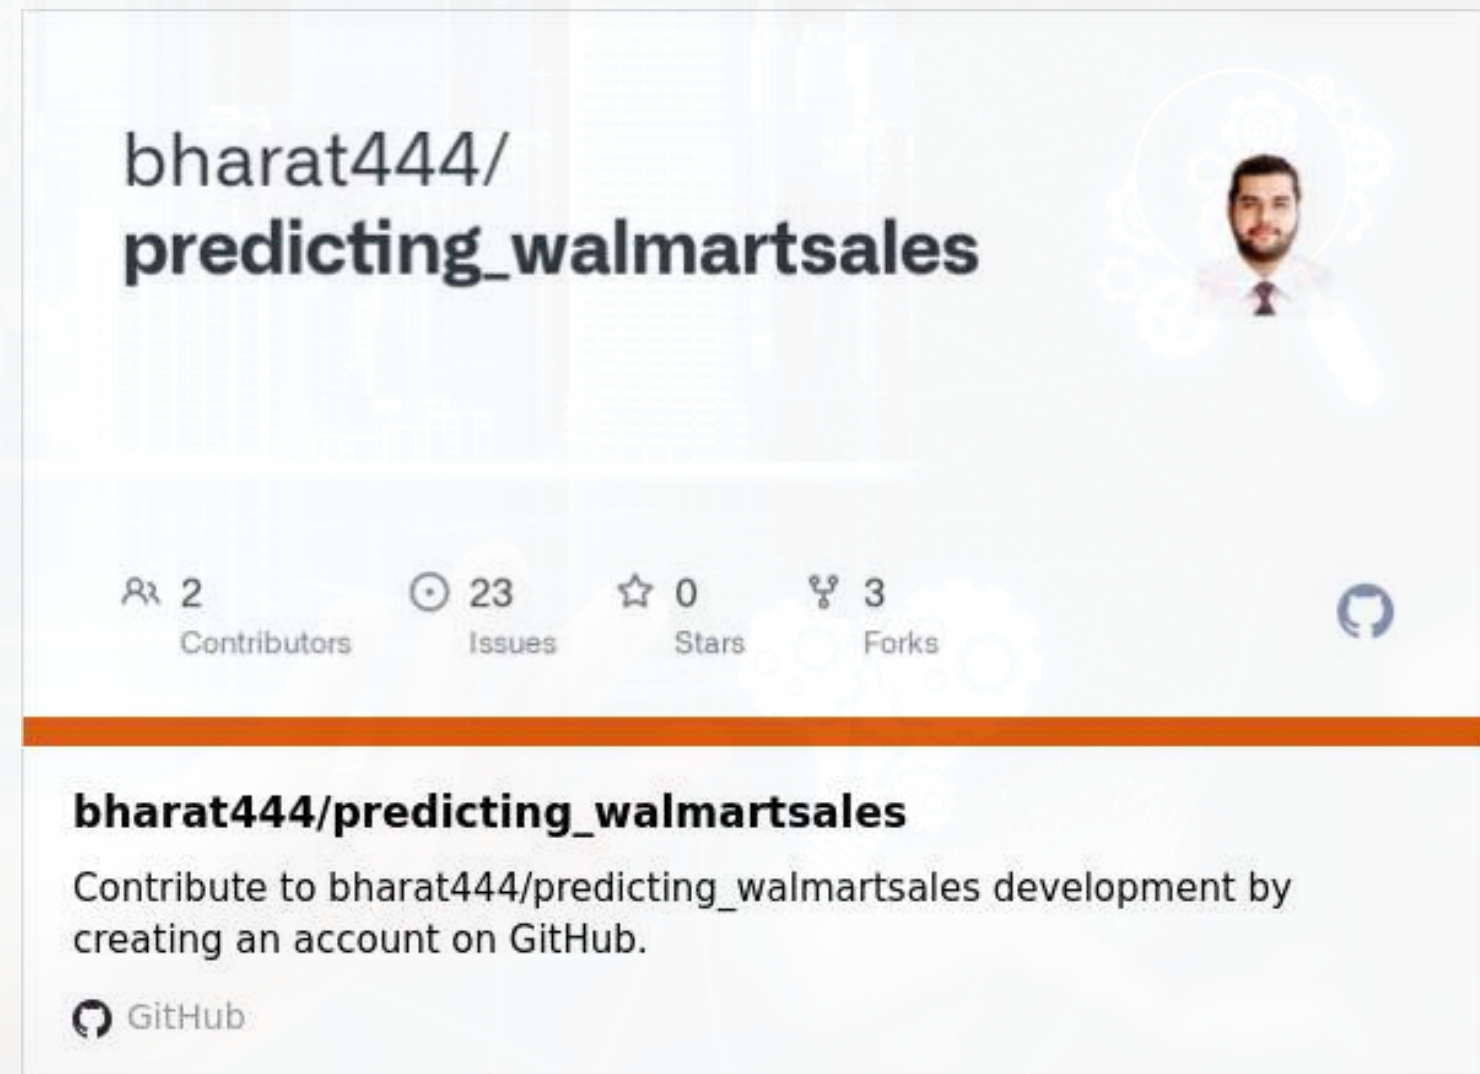 bharat444/
predicting_walmartsales
2 23 0 3
Contributors Issues Stars Forks
bharat444/predicting_walmartsales
Contribute to bharat444/predicting_walmartsales development by
creating an account on GitHub.
GitHub